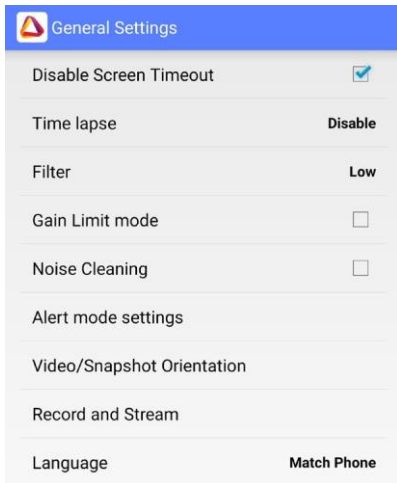 General Settings
Disable Screen Timeout
Time lapse Disable
Filter Low
Gain Limit mode
Noise Cleaning
Alert mode settings
Video/Snapshot Orientation
Record and Stream
Language Match Phone